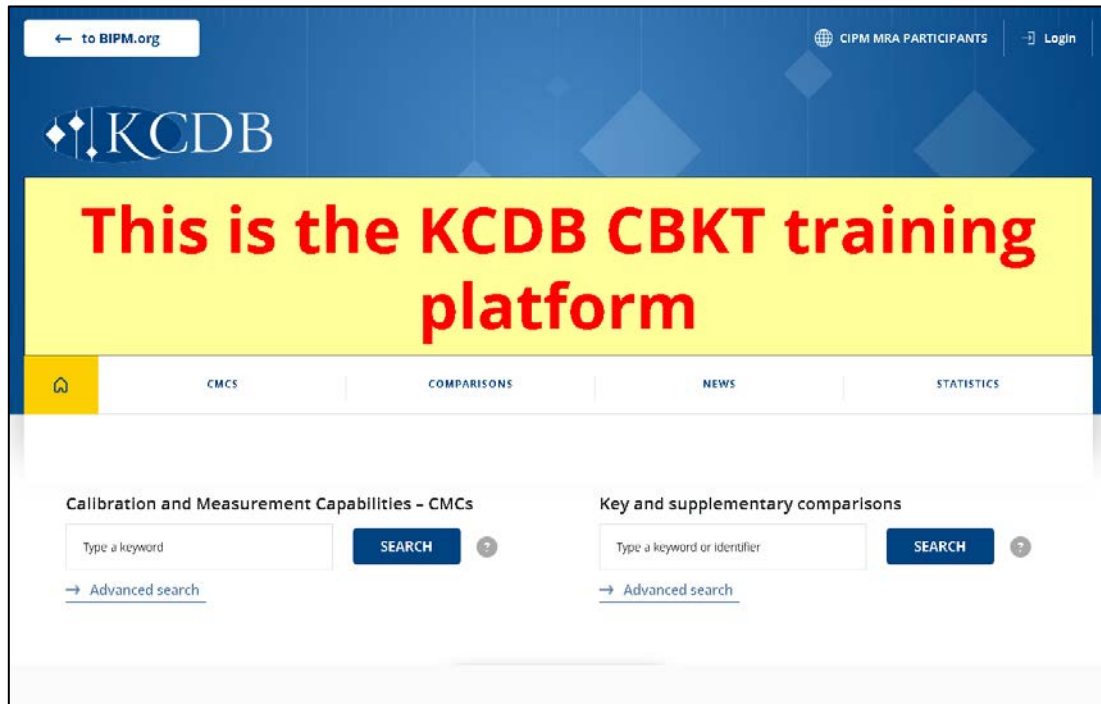 ← to BIPM.org
CIPM MRA PARTICIPANTS
Login
KCDB
This is the KCDB CBKT training
platform
CMCS
COMPARISONS
NEWS
STATISTICS
Calibration and Measurement Capabilities – CMCs
Type a keyword
SEARCH
?
→ Advanced search
Key and supplementary comparisons
Type a keyword or identifier
SEARCH
?
→ Advanced search